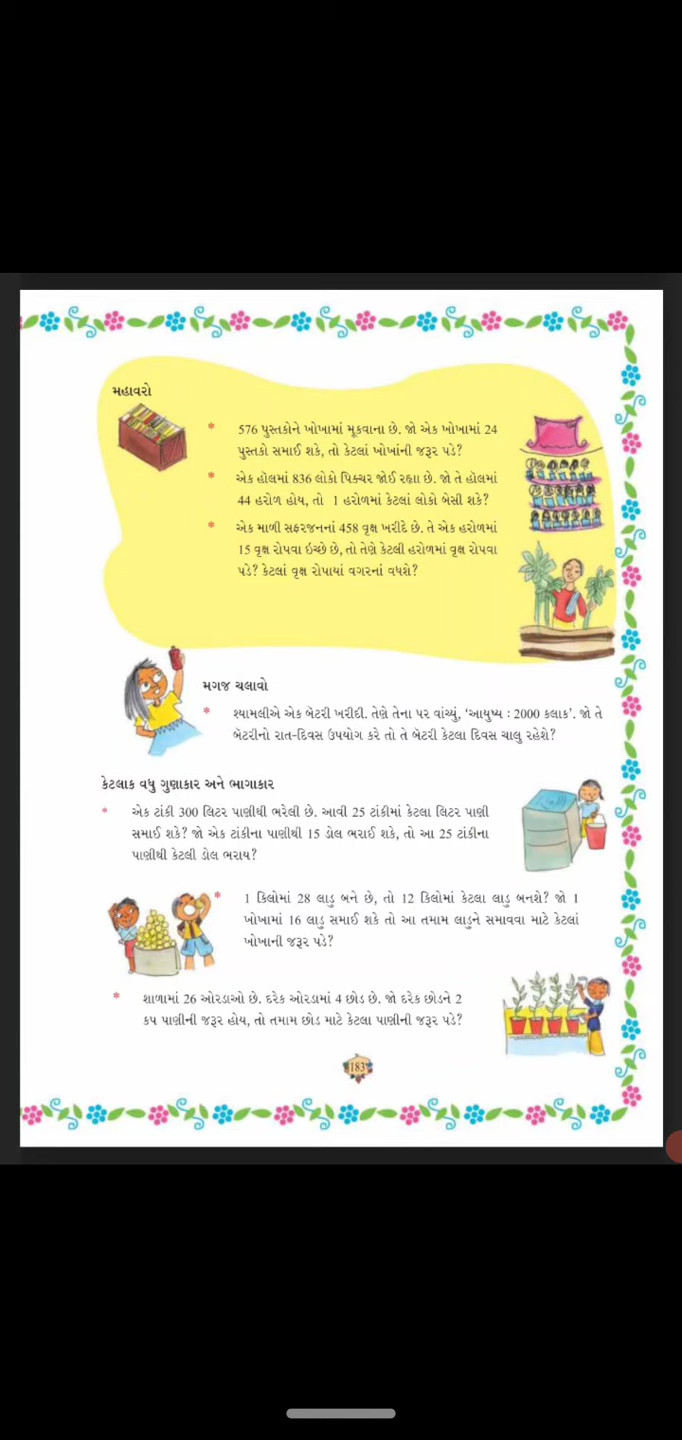 મહાવરો
* 576 પુસ્તકોને ખોખામાં મૂકવાના છે. જો એક ખોખામાં 24
પુસ્તકો સમાઈ શકે, તો કેટલાં ખોખાંની જરૂર પડે?
* એક હૉલમાં 836 લોકો પિક્ચર જોઈ રહ્યા છે. જો તે હૉલમાં
44 હરોળ હોય, તો 1 હરોળમાં કેટલાં લોકો બેસી શકે?
* એક માળી સફરજનનાં 458 વૃક્ષ ખરીદે છે. તે એક હરોળમાં
15 વૃક્ષ રોપવા ઇચ્છે છે, તો તેણે કેટલી હરોળમાં વૃક્ષ રોપવા
પડે? કેટલાં વૃક્ષ રોપાયાં વગરનાં વધશે?
મગજ ચલાવો
* શ્યામલીએ એક બૅટરી ખરીદી. તેણે તેના પર વાંચ્યું, ‘આયુષ્ય : 2000 કલાક’. જો તે
બૅટરીનો રાત-દિવસ ઉપયોગ કરે તો તે બૅટરી કેટલા દિવસ ચાલુ રહેશે?
કેટલાક વધુ ગુણાકાર અને ભાગાકાર
* એક ટાંકી 300 લિટર પાણીથી ભરેલી છે. આવી 25 ટાંકીમાં કેટલા લિટર પાણી
સમાઈ શકે? જો એક ટાંકીના પાણીથી 15 ડોલ ભરાઈ શકે, તો આ 25 ટાંકીના
પાણીથી કેટલી ડોલ ભરાય?
* 1 કિલોમાં 28 લાડુ બને છે, તો 12 કિલોમાં કેટલા લાડુ બનશે? જો 1
ખોખામાં 16 લાડુ સમાઈ શકે તો આ તમામ લાડુને સમાવવા માટે કેટલાં
ખોખાની જરૂર પડે?
* શાળામાં 26 ઓરડાઓ છે. દરેક ઓરડામાં 4 છોડ છે. જો દરેક છોડને 2
કપ પાણીની જરૂર હોય, તો તમામ છોડ માટે કેટલા પાણીની જરૂર પડે?
183